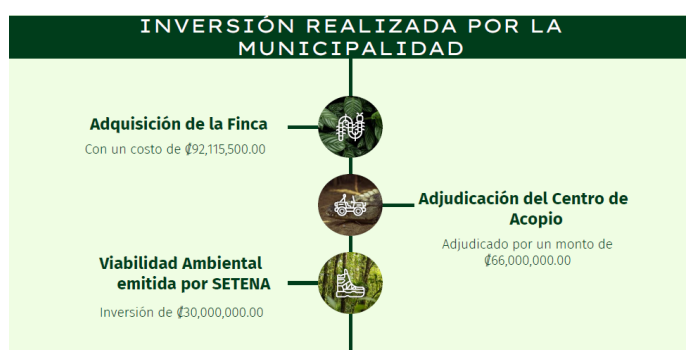 INVERSIÓN REALIZADA POR LA
MUNICIPALIDAD
Adquisición de la Finca
Con un costo de ₡92,115,500.00
Adjudicación del Centro de
Acopio
Adjudicado por un monto de
₡66,000,000.00
Viabilidad Ambiental
emitida por SETENA
Inversión de ₡30,000,000.00